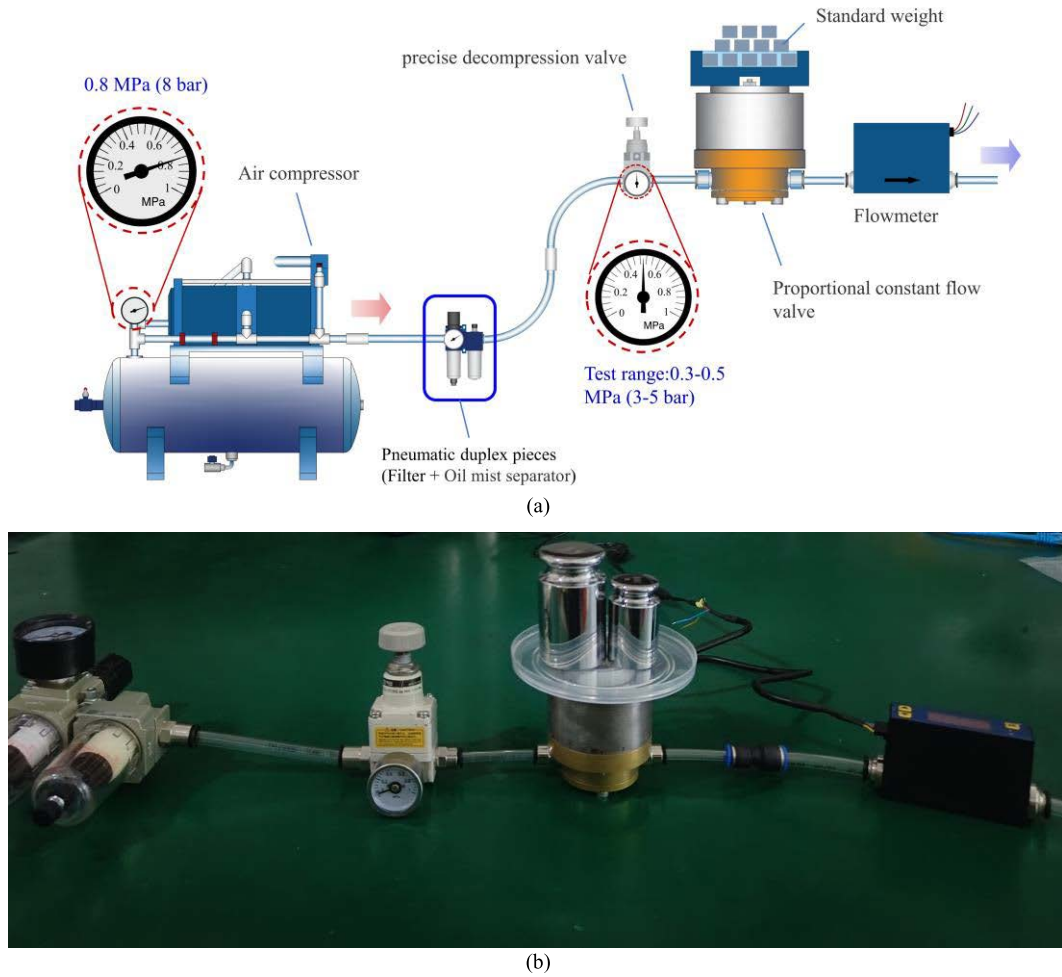 Standard weight
precise decompression valve
0.8 MPa (8 bar)
0.4 0.6
0.2 0.8
0 1
MPa
Air compressor
Flowmeter
0.4 0.6
0.2 0.8
0 1
MPa
Proportional constant flow
valve
Test range:0.3-0.5
MPa (3-5 bar)
Pneumatic duplex pieces
(Filter + Oil mist separator)
(a)
(b)